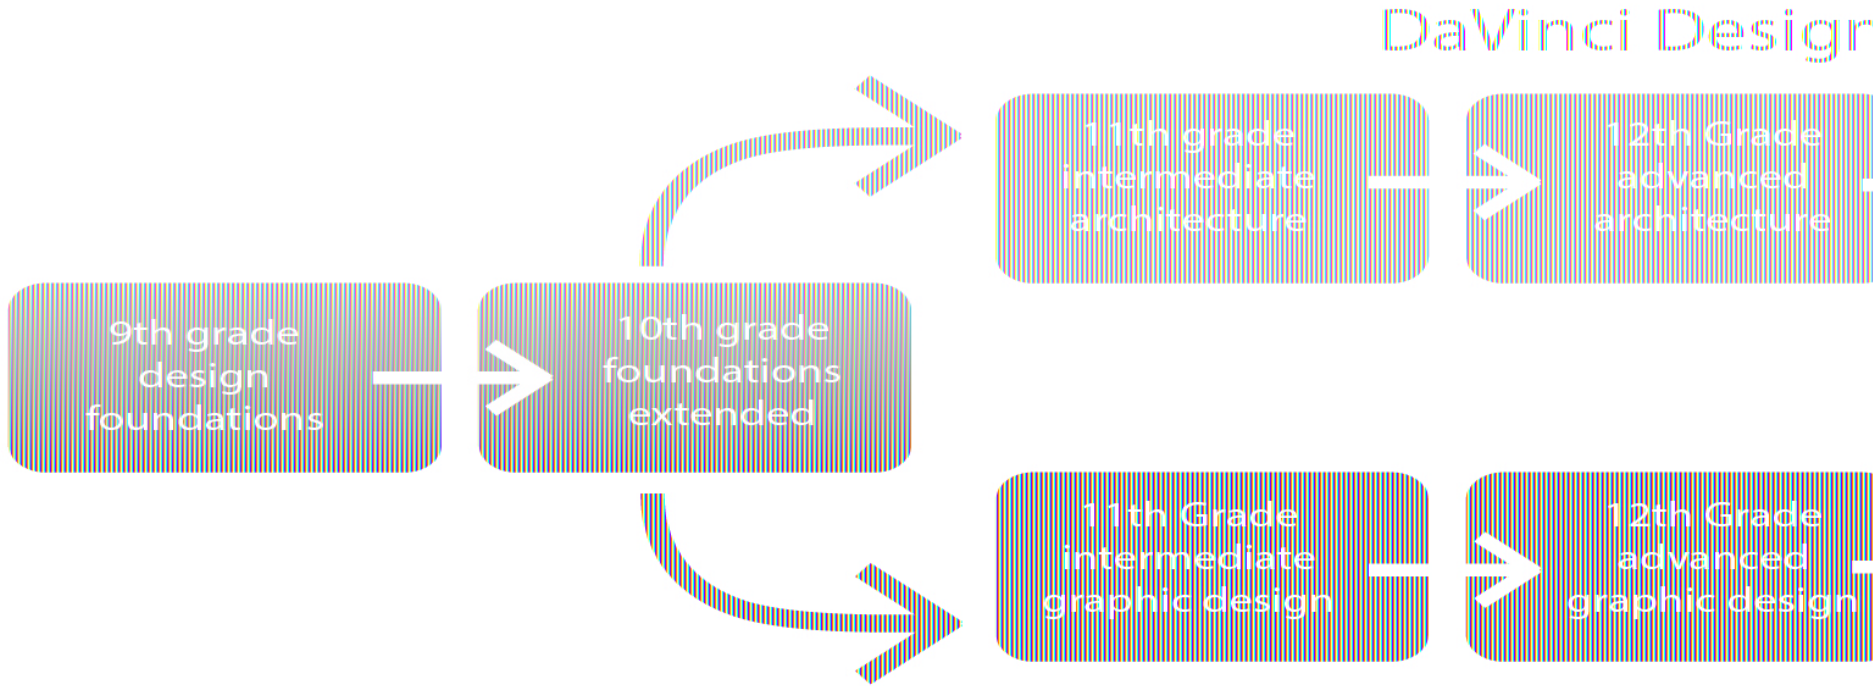 DaVinci Design
9th grade
design
foundations
10th grade
foundations
extended
11th grade
intermediate
architecture
12th Grade
advanced
architecture
11th Grade
intermediate
graphic design
12th Grade
advanced
graphic design